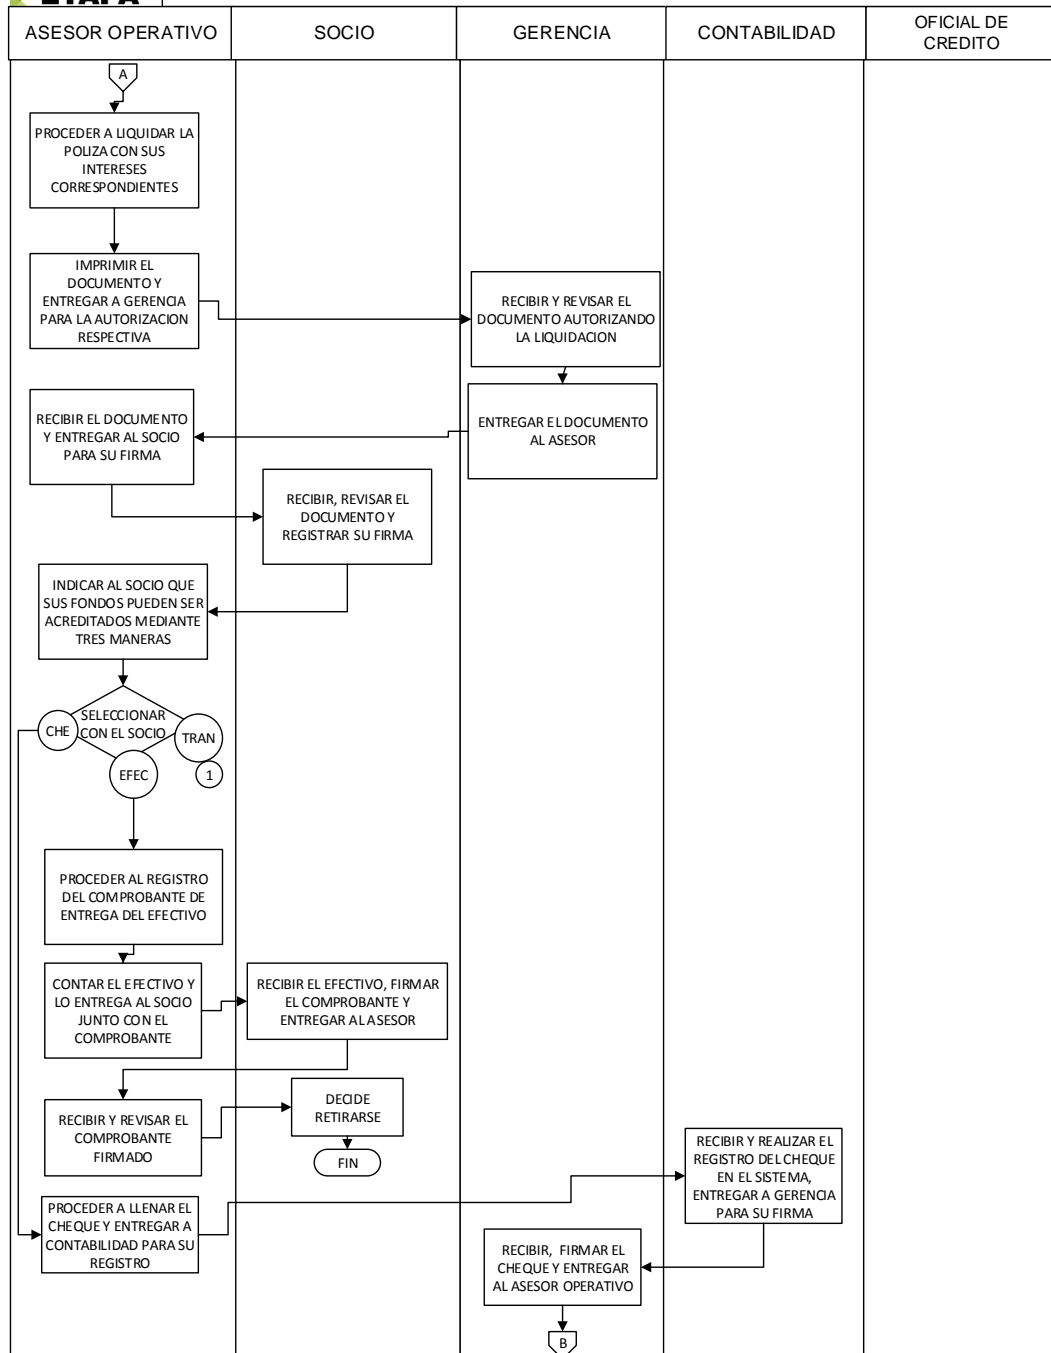 ASESOR OPERATIVO
SOCIO
GERENCIA
CONTABILIDAD
OFICIAL DE
CREDITO
A
PROCEDER A LIQUIDAR LA
POLIZA CON SUS
INTERESES
CORRESPONDIENTES
IMPRIMIR EL
DOCUMENTO Y
ENTREGAR A GERENCIA
PARA LA AUTORIZACION
RESPECTIVA
RECIBIR Y REVISAR EL
DOCUMENTO AUTORIZANDO
LA LIQUIDACION
ENTREGAR EL DOCUMENTO
AL ASESOR
RECIBIR EL DOCUMENTO
Y ENTREGAR AL SOCIO
PARA SU FIRMA
RECIBIR, REVISAR EL
DOCUMENTO Y
REGISTRAR SU FIRMA
INDICAR AL SOCIO QUE
SUS FONDOS PUEDEN SER
ACREDITADOS MEDIANTE
TRES MANERAS
SELECCIONAR
CON EL SOCIO
CHE
TRAN
EFEC
1
PROCEDER AL REGISTRO
DEL COMPROBANTE DE
ENTREGA DEL EFECTIVO
CONTAR EL EFECTIVO Y
LO ENTREGA AL SOCIO
JUNTO CON EL
COMPROBANTE
RECIBIR EL EFECTIVO, FIRMAR
EL COMPROBANTE Y
ENTREGAR AL ASESOR
RECIBIR Y REVISAR EL
COMPROBANTE
FIRMADO
DECIDE
RETIRARSE
FIN
PROCEDER A LLENAR EL
CHEQUE Y ENTREGAR A
CONTABILIDAD PARA SU
REGISTRO
RECIBIR Y REALIZAR EL
REGISTRO DEL CHEQUE
EN EL SISTEMA,
ENTREGAR A GERENCIA
PARA SU FIRMA
RECIBIR, FIRMAR EL
CHEQUE Y ENTREGAR
AL ASESOR OPERATIVO
B